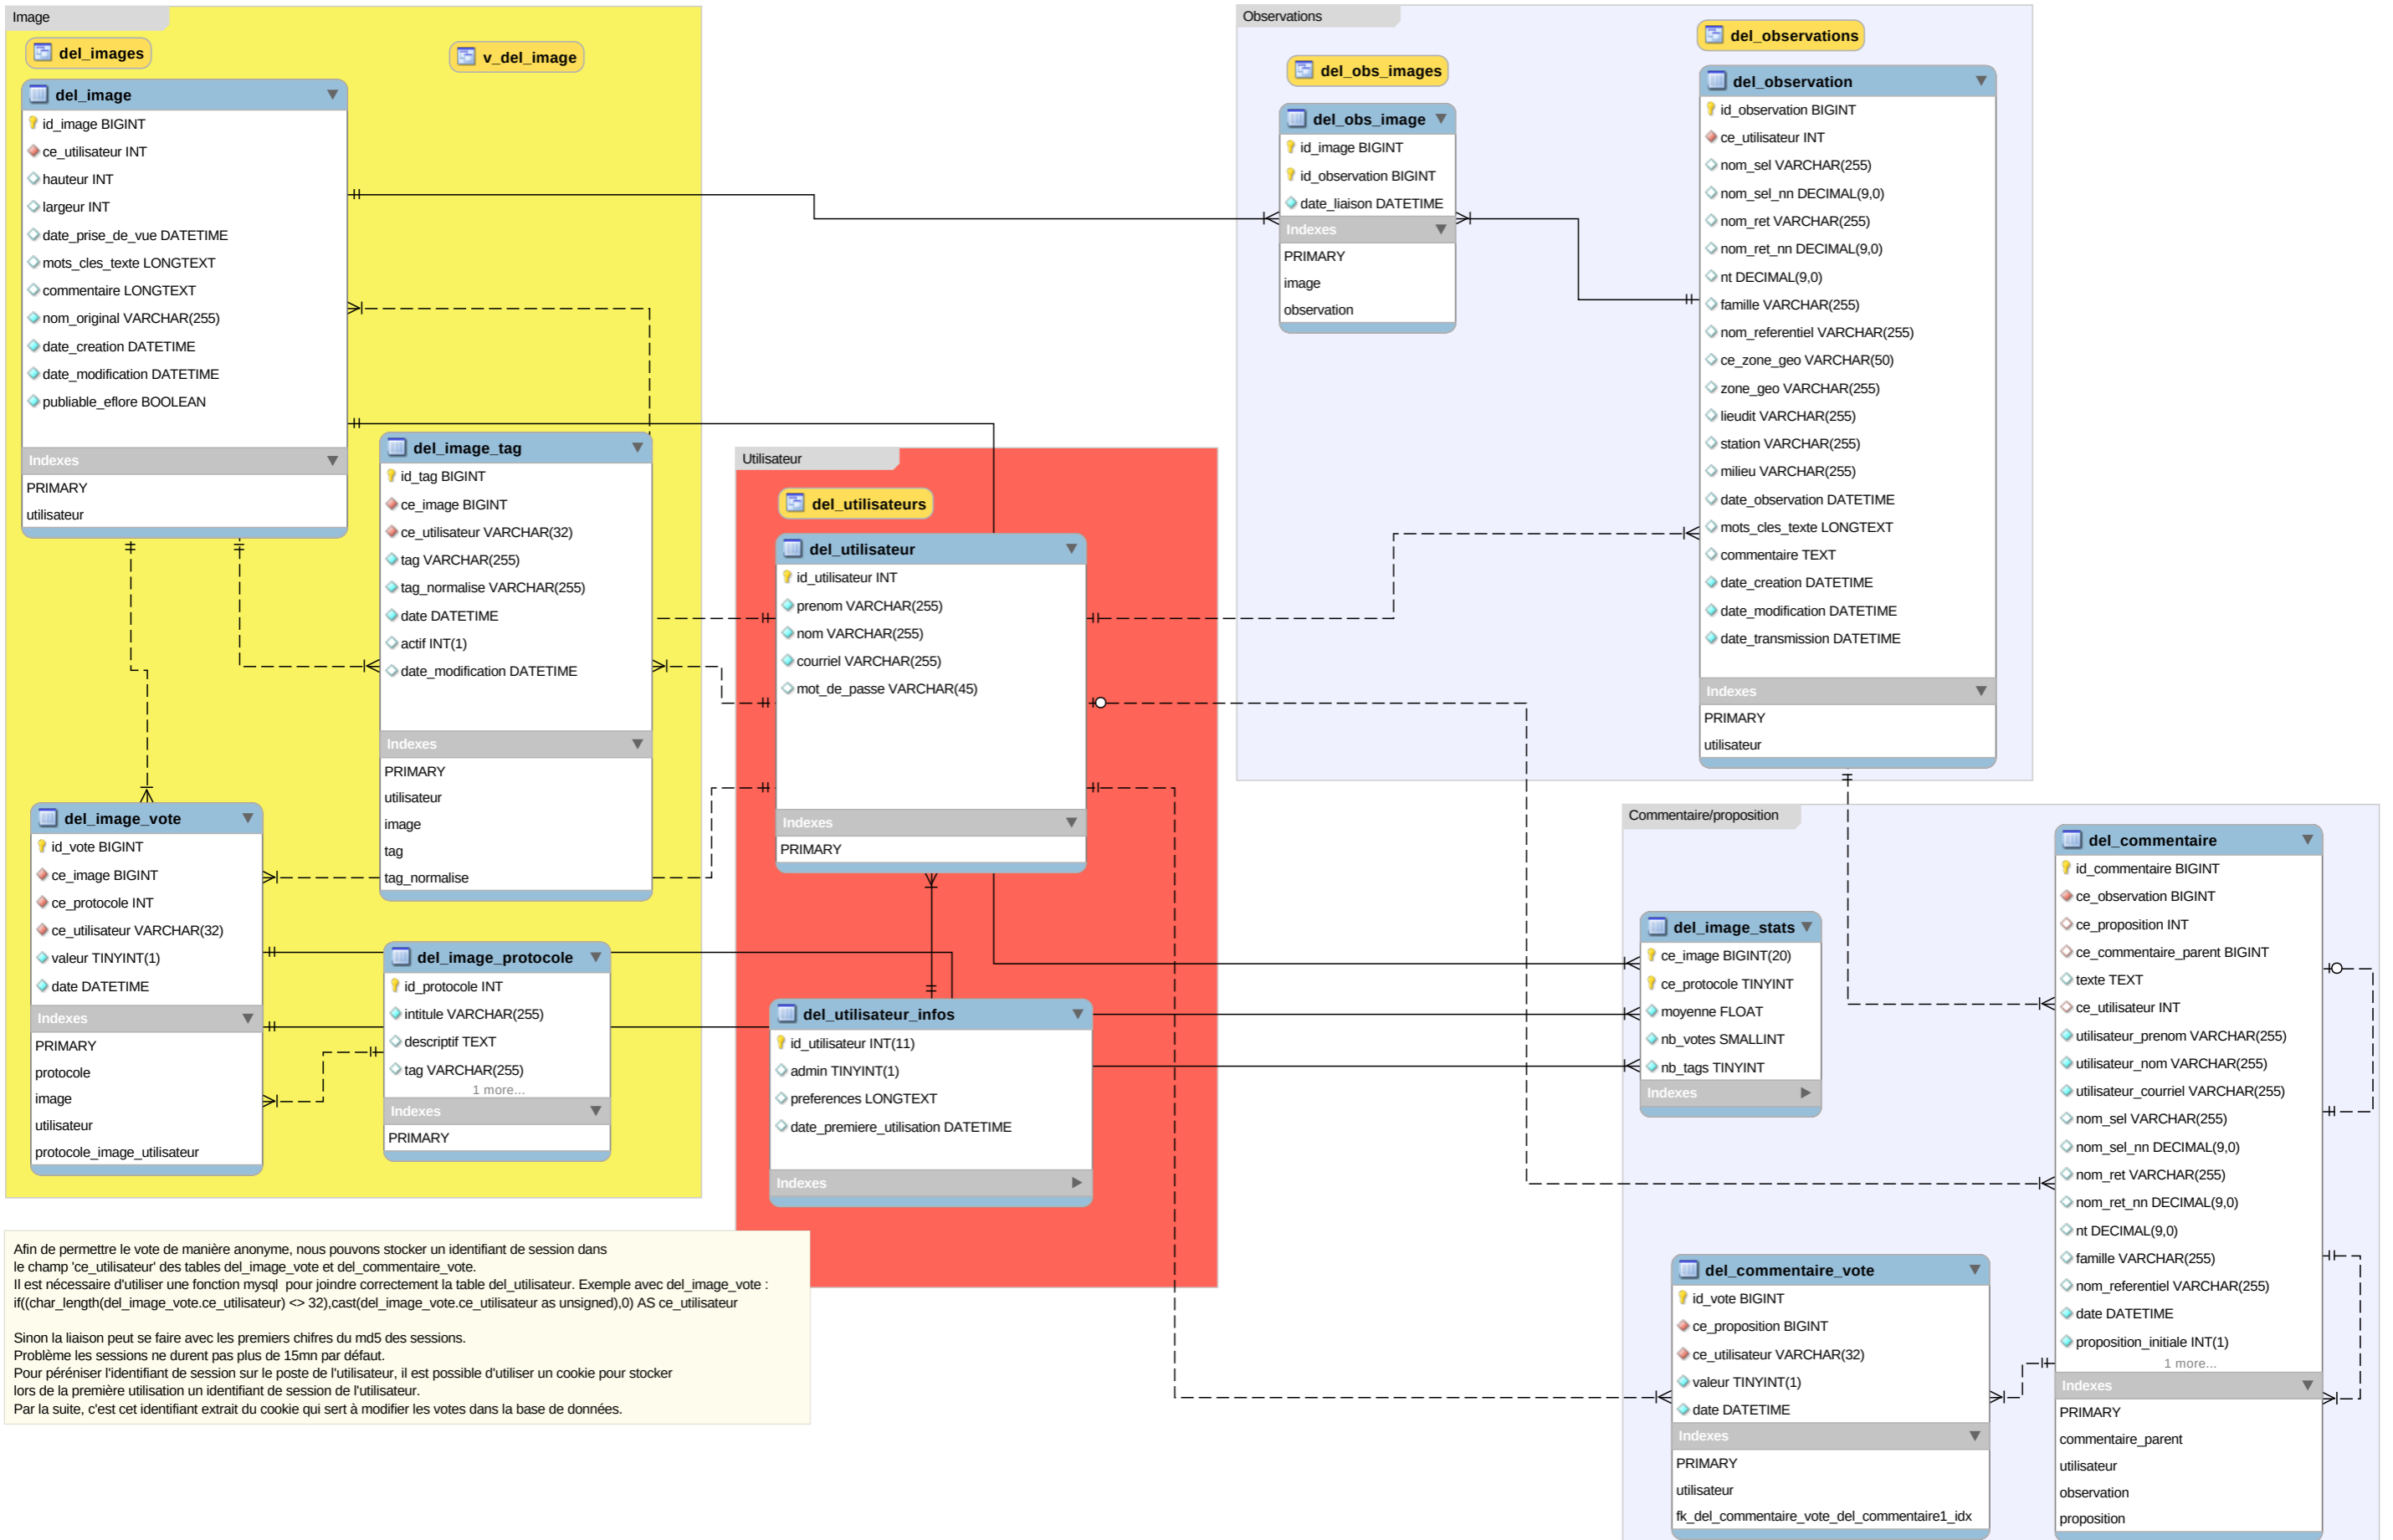 Image
del_images
v_del_image
del_image
id_image BIGINT
ce_utilisateur INT
hauteur INT
largeur INT
date_prise_de_vue DATETIME
mots_cles_texte LONGTEXT
commentaire LONGTEXT
nom_original VARCHAR(255)
date_creation DATETIME
date_modification DATETIME
publiable_eflore BOOLEAN
Indexes
PRIMARY
utilisateur
del_image_tag
id_tag BIGINT
ce_image BIGINT
ce_utilisateur VARCHAR(32)
tag VARCHAR(255)
tag_normalise VARCHAR(255)
date DATETIME
actif INT(1)
date_modification DATETIME
Indexes
PRIMARY
utilisateur
image
tag
tag_normalise
del_image_vote
id_vote BIGINT
ce_image BIGINT
ce_protocole INT
ce_utilisateur VARCHAR(32)
valeur TINYINT(1)
date DATETIME
Indexes
PRIMARY
protocole
image
utilisateur
protocole_image_utilisateur
del_image_protocole
id_protocole INT
intitule VARCHAR(255)
descriptif TEXT
tag VARCHAR(255)
1 more...
Indexes
PRIMARY
Utilisateur
del_utilisateurs
del_utilisateur
id_utilisateur INT
prenom VARCHAR(255)
nom VARCHAR(255)
courriel VARCHAR(255)
mot_de_passe VARCHAR(45)
Indexes
PRIMARY
del_utilisateur_infos
id_utilisateur INT(11)
admin TINYINT(1)
preferences LONGTEXT
date_premiere_utilisation DATETIME
Indexes
Observations
del_obs_images
del_observations
del_obs_image
id_image BIGINT
id_observation BIGINT
date_liaison DATETIME
Indexes
PRIMARY
image
observation
del_observation
id_observation BIGINT
ce_utilisateur INT
nom_sel VARCHAR(255)
nom_sel_nn DECIMAL(9,0)
nom_ret VARCHAR(255)
nom_ret_nn DECIMAL(9,0)
nt DECIMAL(9,0)
famille VARCHAR(255)
nom_referentiel VARCHAR(255)
ce_zone_geo VARCHAR(50)
zone_geo VARCHAR(255)
lieudit VARCHAR(255)
station VARCHAR(255)
milieu VARCHAR(255)
date_observation DATETIME
mots_cles_texte LONGTEXT
commentaire TEXT
date_creation DATETIME
date_modification DATETIME
date_transmission DATETIME
Indexes
PRIMARY
utilisateur
Commentaire/proposition
del_image_stats
ce_image BIGINT(20)
ce_protocole TINYINT
moyenne FLOAT
nb_votes SMALLINT
nb_tags TINYINT
Indexes
del_commentaire
id_commentaire BIGINT
ce_observation BIGINT
ce_proposition INT
ce_commentaire_parent BIGINT
texte TEXT
ce_utilisateur INT
utilisateur_prenom VARCHAR(255)
utilisateur_nom VARCHAR(255)
utilisateur_courriel VARCHAR(255)
nom_sel VARCHAR(255)
nom_sel_nn DECIMAL(9,0)
nom_ret VARCHAR(255)
nom_ret_nn DECIMAL(9,0)
nt DECIMAL(9,0)
famille VARCHAR(255)
nom_referentiel VARCHAR(255)
date DATETIME
proposition_initiale INT(1)
1 more...
Indexes
PRIMARY
commentaire_parent
utilisateur
observation
proposition
del_commentaire_vote
id_vote BIGINT
ce_proposition BIGINT
ce_utilisateur VARCHAR(32)
valeur TINYINT(1)
date DATETIME
Indexes
PRIMARY
utilisateur
fk_del_commentaire_vote_del_commentaire1_idx
Afin de permettre le vote de manière anonyme, nous pouvons stocker un identifiant de session dans
le champ 'ce_utilisateur' des tables del_image_vote et del_commentaire_vote.
Il est nécessaire d'utiliser une fonction mysql pour joindre correctement la table del_utilisateur. Exemple avec del_image_vote :
if((char_length(del_image_vote.ce_utilisateur) <> 32),cast(del_image_vote.ce_utilisateur as unsigned),0) AS ce_utilisateur
Sinon la liaison peut se faire avec les premiers chifres du md5 des sessions.
Problème les sessions ne durent pas plus de 15mn par défaut.
Pour péréniser l'identifiant de session sur le poste de l'utilisateur, il est possible d'utiliser un cookie pour stocker
lors de la première utilisation un identifiant de session de l'utilisateur.
Par la suite, c'est cet identifiant extrait du cookie qui sert à modifier les votes dans la base de données.